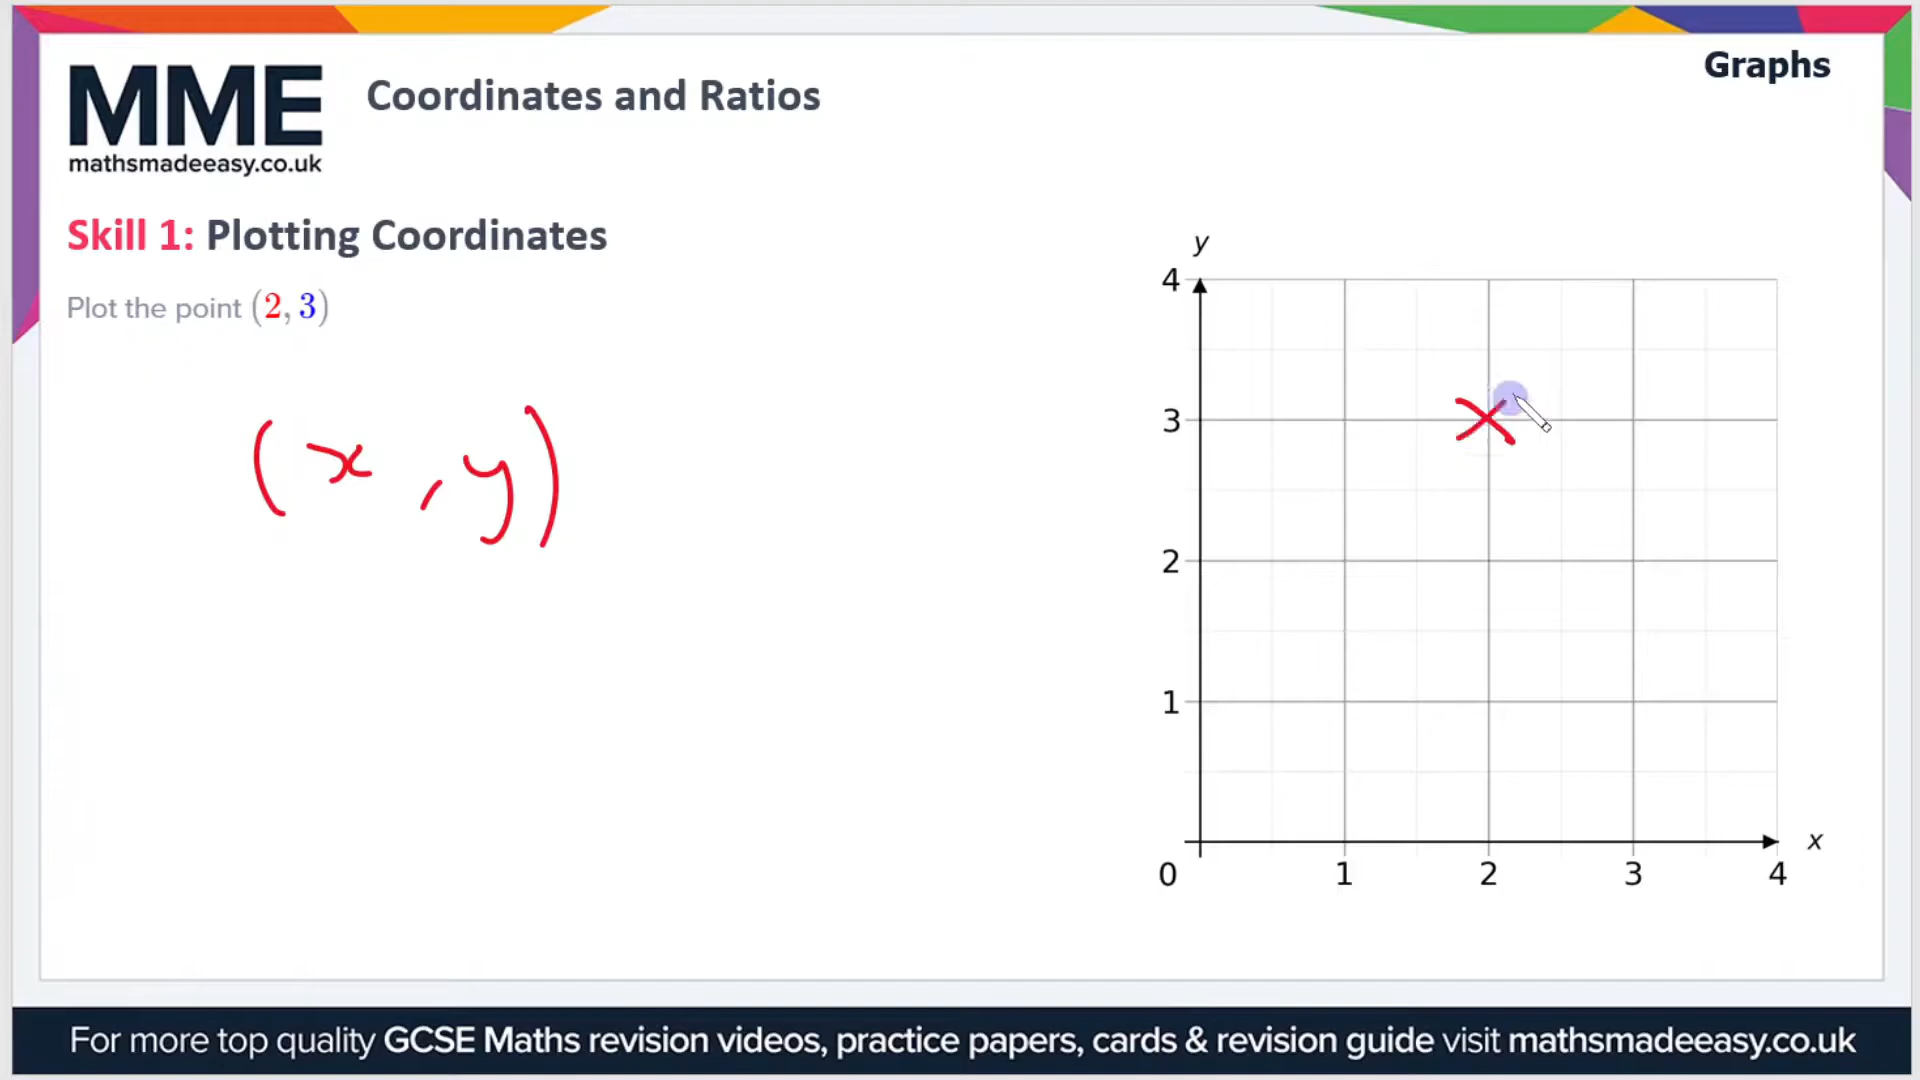 MME
mathsmadeeasy.co.uk
Coordinates and Ratios
Graphs
Skill 1: Plotting Coordinates
Plot the point (2, 3)
(x, y)
y
4
3
2
1
x
0 1 2 3 4
For more top quality GCSE Maths revision videos, practice papers, cards & revision guide visit mathsmadeeasy.co.uk